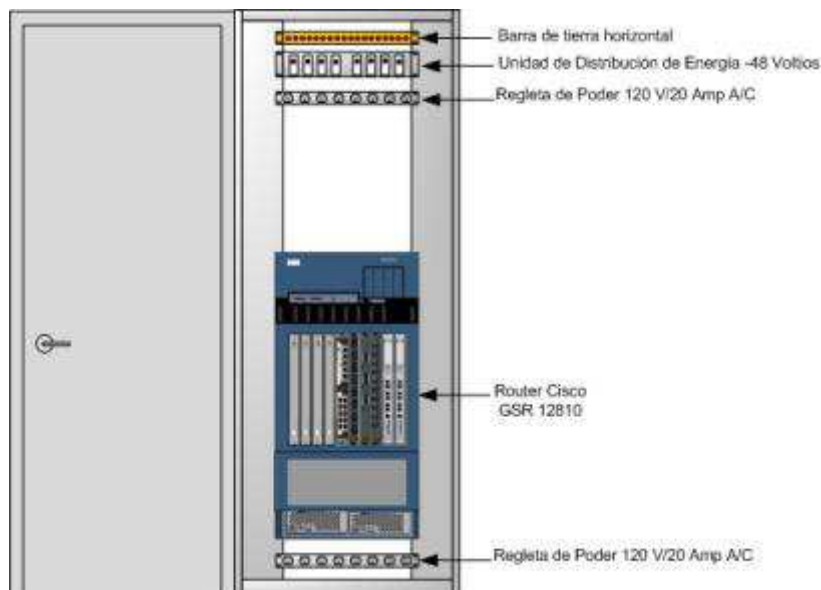 Barra de tierra horizontal
Unidad de Distribución de Energía -48 Voltios
Regleta de Poder 120 V/20 Amp A/C
Router Cisco
GSR 12810
Regleta de Poder 120 V/20 Amp A/C